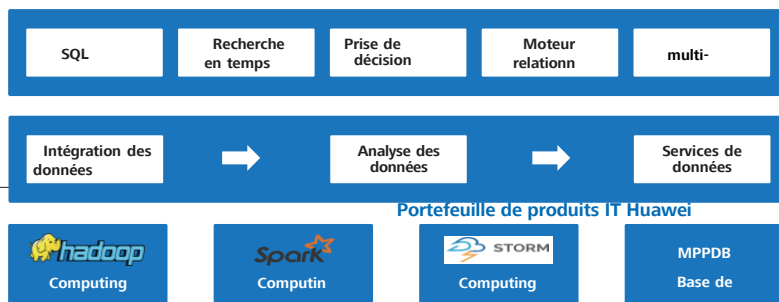 SQL
Recherche
en temps
Prise de
décision
Moteur
relationn
multi-
Intégration des
données
Analyse des
données
Services de
données
Portefeuille de produits IT Huawei
hadoop
Computing
Spark
Computin
STORM
Computing
MPPDB
Base de